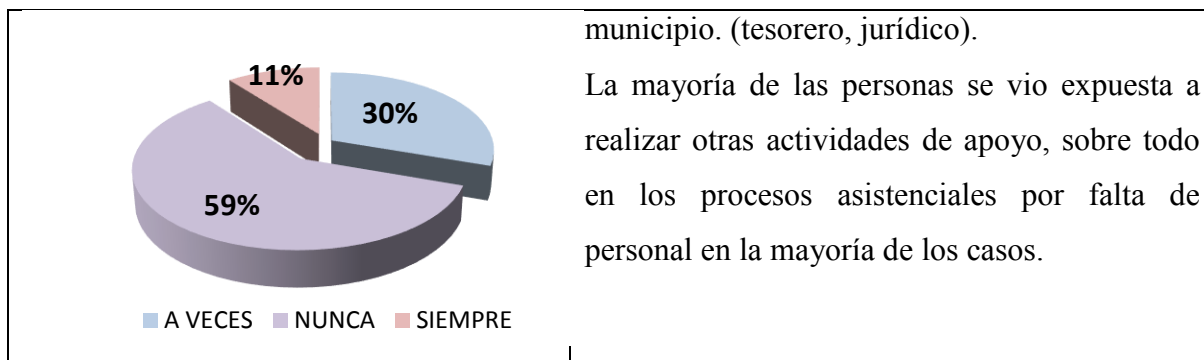 11%
30%
59%
A VECES NUNCA SIEMPRE
municipio. (tesorero, jurídico).
La mayoría de las personas se vio expuesta a
realizar otras actividades de apoyo, sobre todo
en los procesos asistenciales por falta de
personal en la mayoría de los casos.